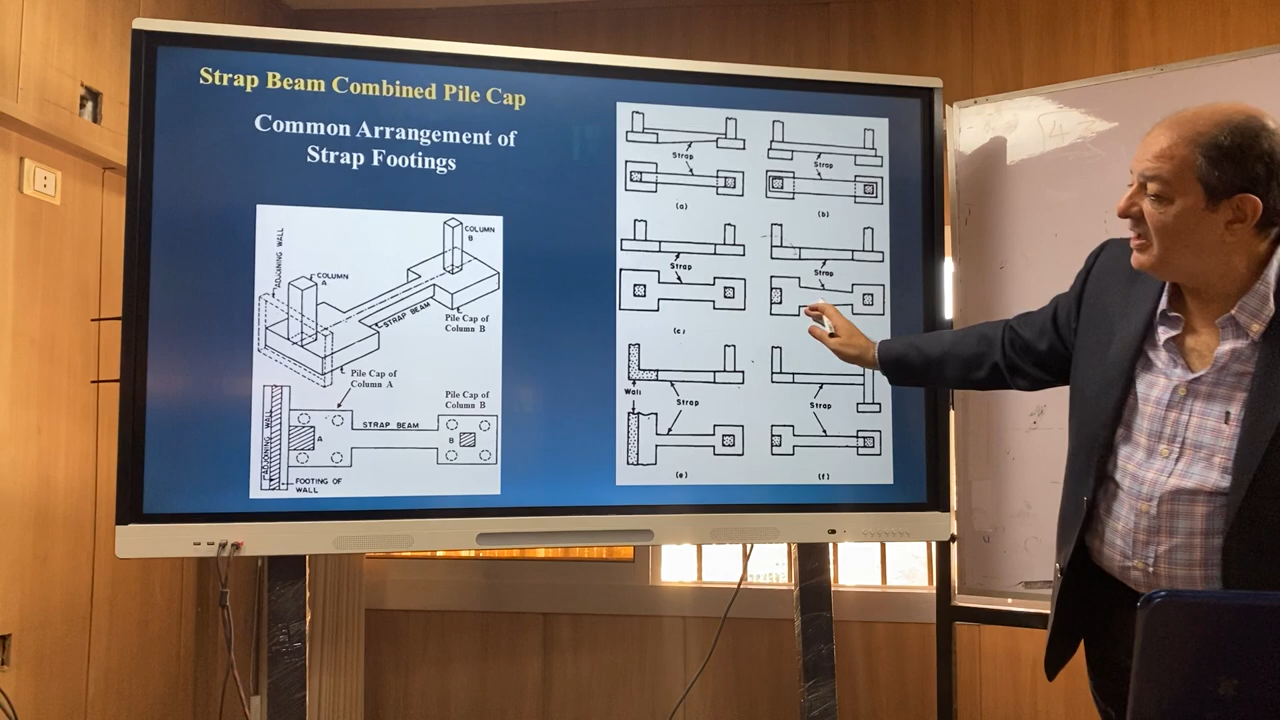 Strap Beam Combined Pile Cap
Common Arrangement of
Strap Footings
ADJOINING WALL
COLUMN
A
COLUMN
B
STRAP BEAM
Pile Cap of
Column B
Pile Cap of
Column A
Pile Cap of
Column B
ADJOINING WALL
A
STRAP BEAM
B
FOOTING OF
WALL
Strap
(a)
Strap
(b)
Strap
(c)
Strap
Wall
Strap
(e)
Strap
(f)